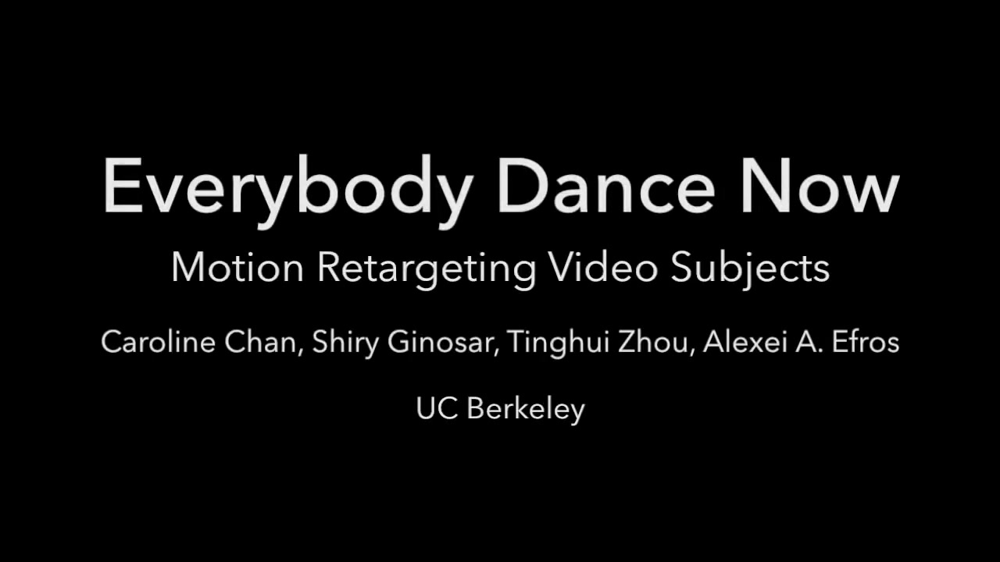 Everybody Dance Now
Motion Retargeting Video Subjects
Caroline Chan, Shiry Ginosar, Tinghui Zhou, Alexei A. Efros
UC Berkeley